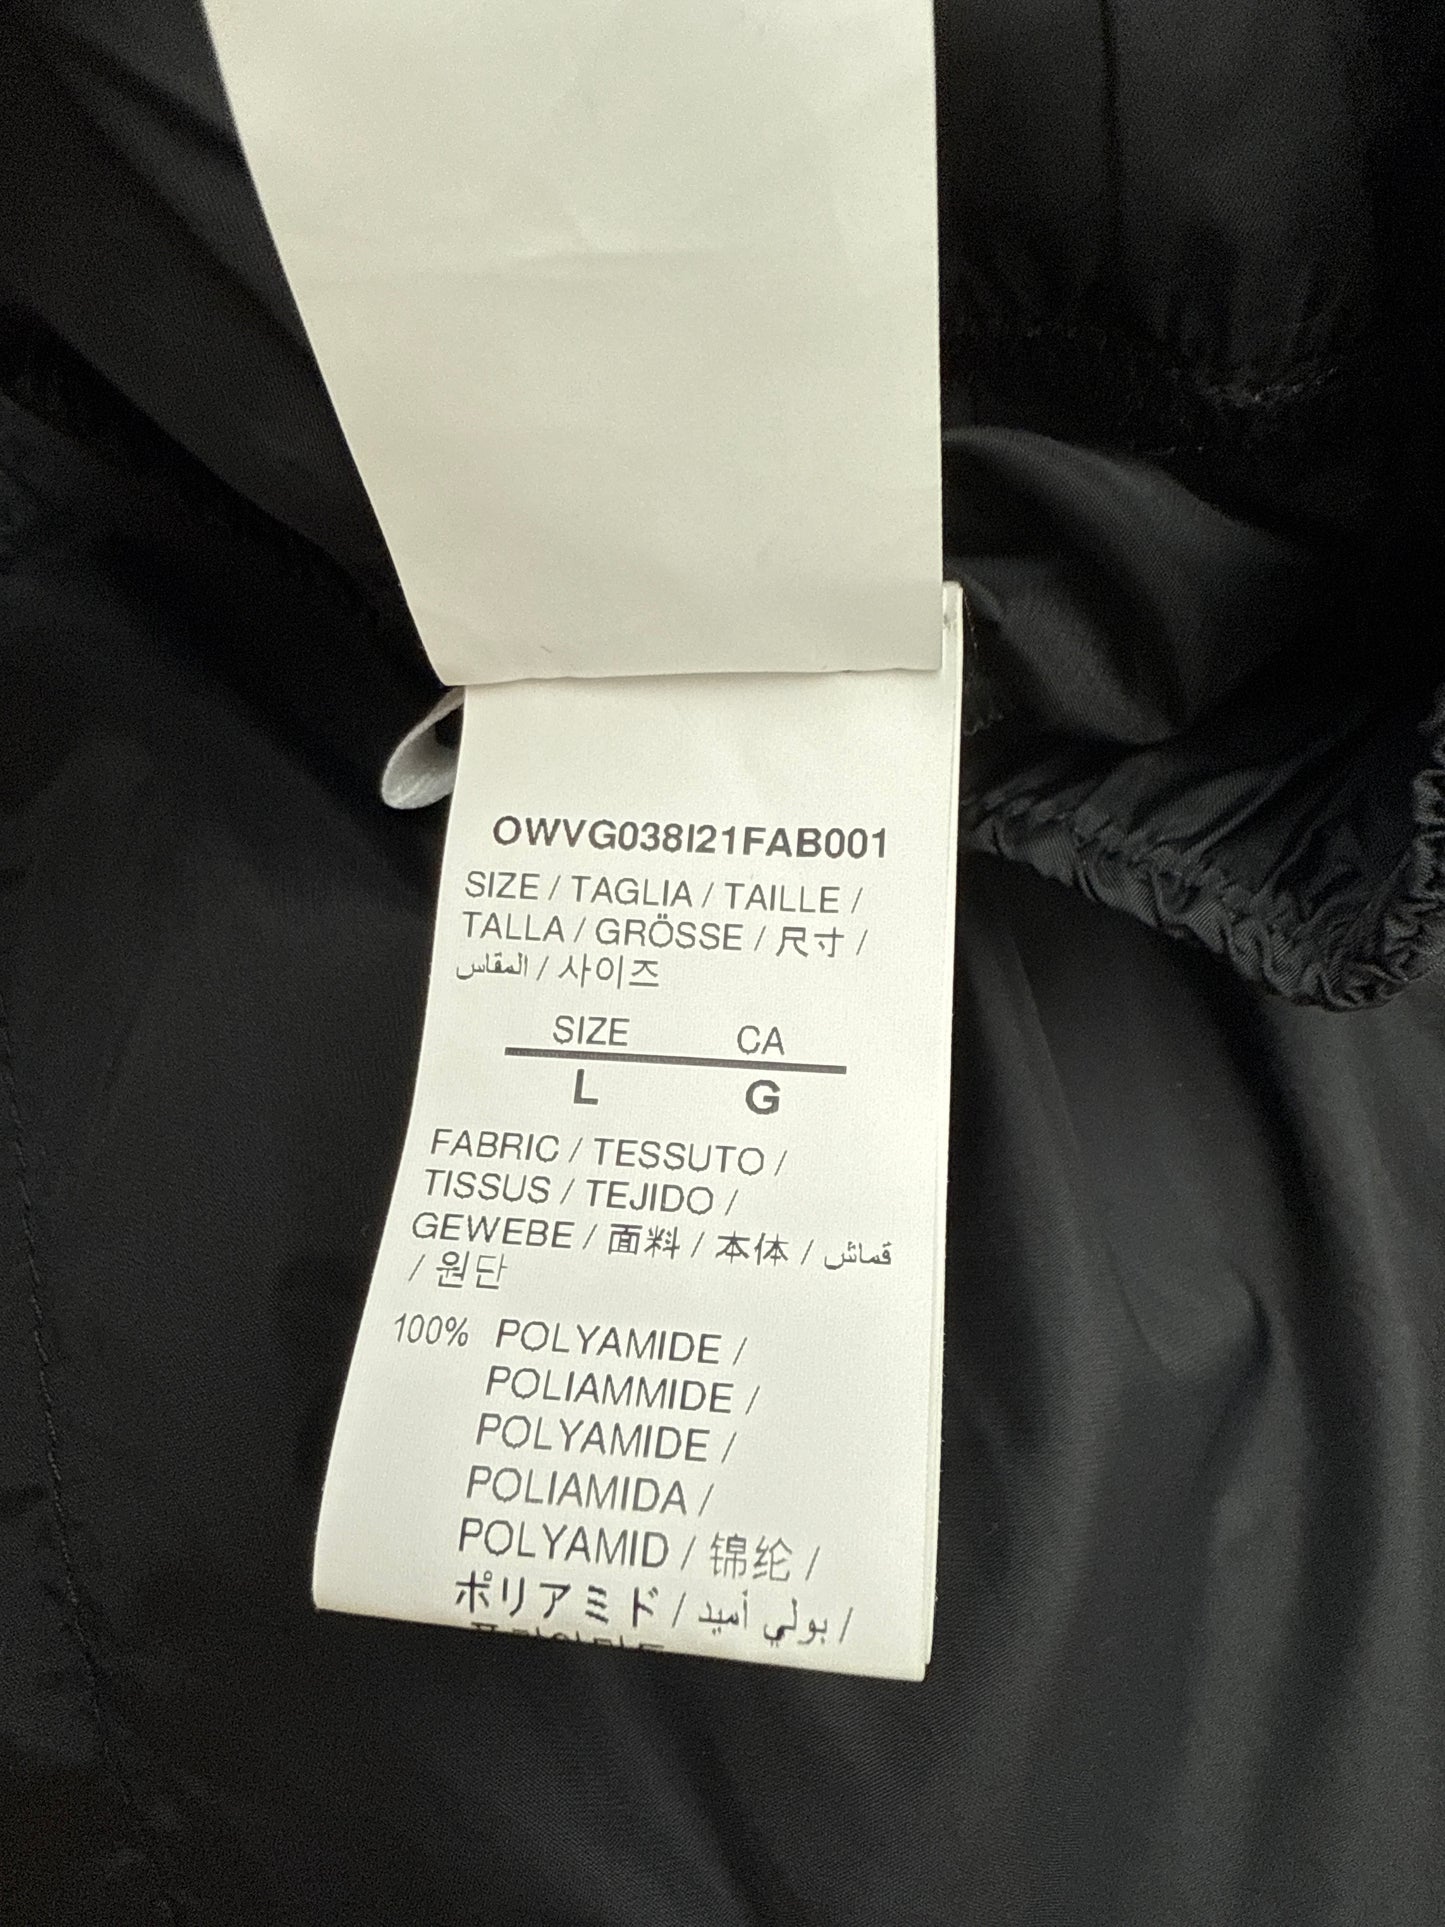 OWVG038I21FAB001
SIZE / TAGLIA / TAILLE /
TALLA / GRÖSSE / 尺寸 /
المقاس / 사이즈
SIZE CA
L G
FABRIC / TESSUTO /
TISSUS / TEJIDO /
GEWEBE / 面料 / 本体 / قماش
/ 원단
100% POLYAMIDE /
POLIAMMIDE /
POLYAMIDE /
POLIAMIDA /
POLYAMID / 锦纶 /
ポリアミド / بولي أميد /